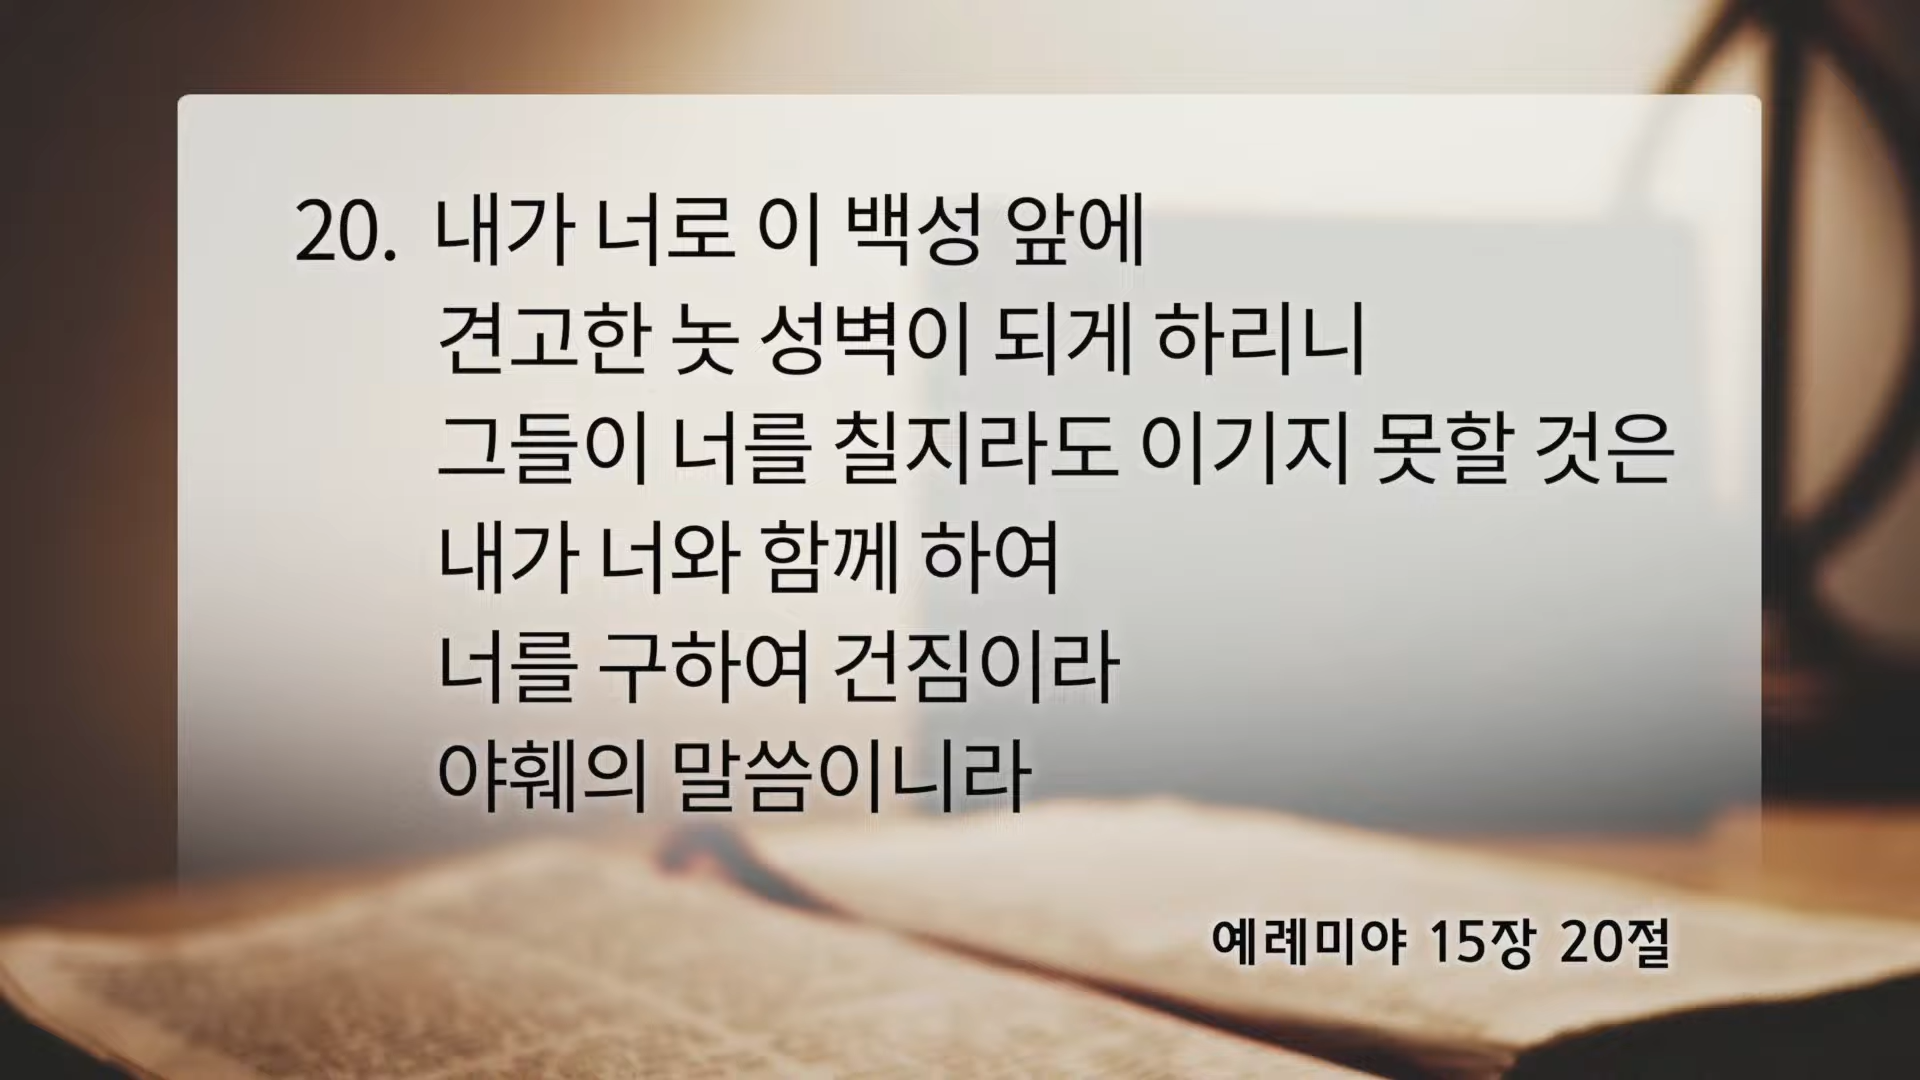 20. 내가 너로 이 백성 앞에
견고한 놋 성벽이 되게 하리니
그들이 너를 칠지라도 이기지 못할 것은
내가 너와 함께 하여
너를 구하여 건짐이라
야훼의 말씀이니라
예레미야 15장 20절